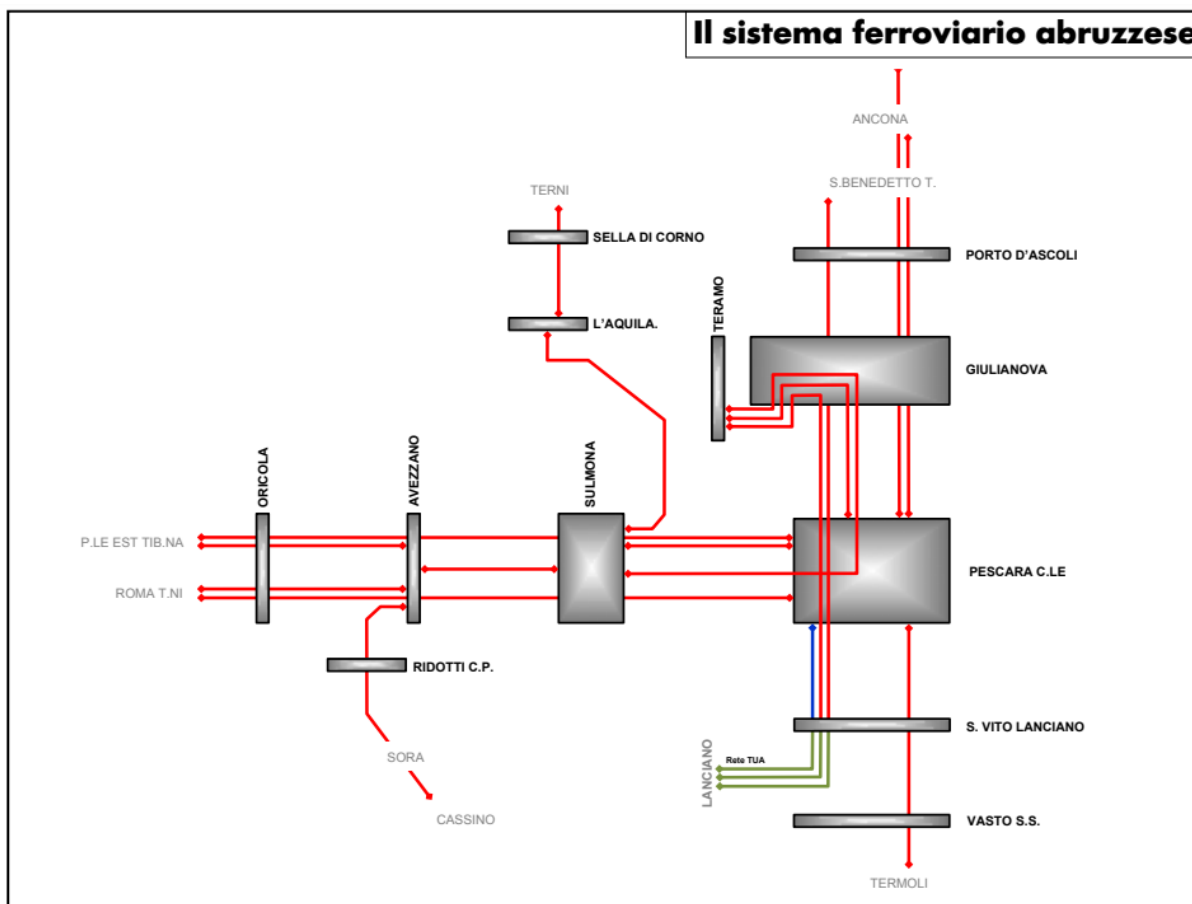 Il sistema ferroviario abruzzese
ANCONA
S.BENEDETTO T.
TERNI
SELLA DI CORNO
PORTO D'ASCOLI
L'AQUILA.
TERAMO
GIULIANOVA
ORICOLA
AVEZZANO
SULMONA
P.LE EST TIB.NA
PESCARA C.LE
ROMA T.NI
RIDOTTI C.P.
S. VITO LANCIANO
LANCIANO
Rete TUA
SORA
CASSINO
VASTO S.S.
TERMOLI